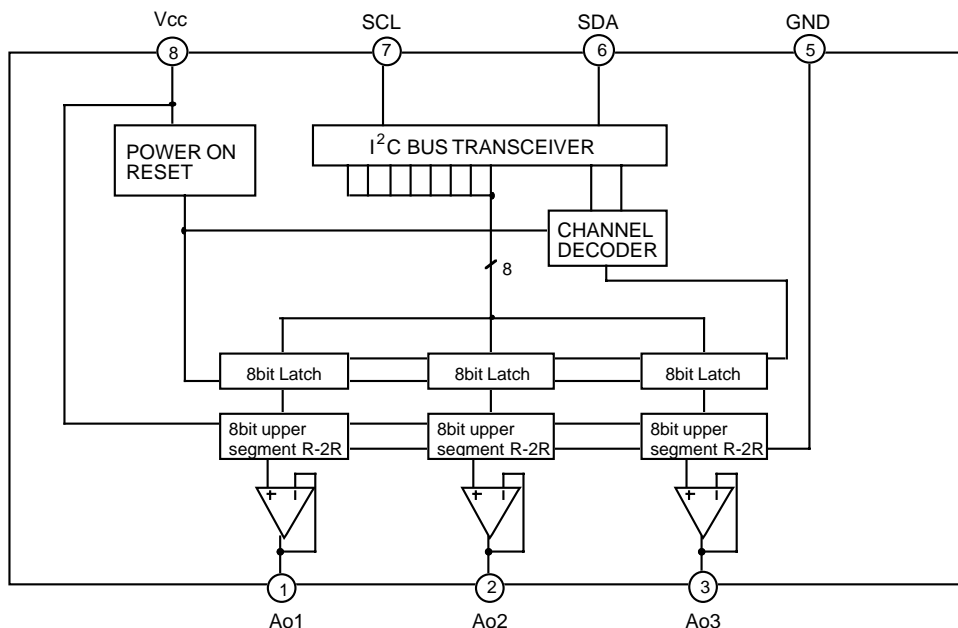 Vcc
SCL
SDA
GND
8
7
6
5
POWER ON
RESET
I²C BUS TRANSCEIVER
CHANNEL
DECODER
8
8bit Latch
8bit Latch
8bit Latch
8bit upper
segment R-2R
8bit upper
segment R-2R
8bit upper
segment R-2R
+
-
+
-
+
-
1
2
3
Ao1
Ao2
Ao3